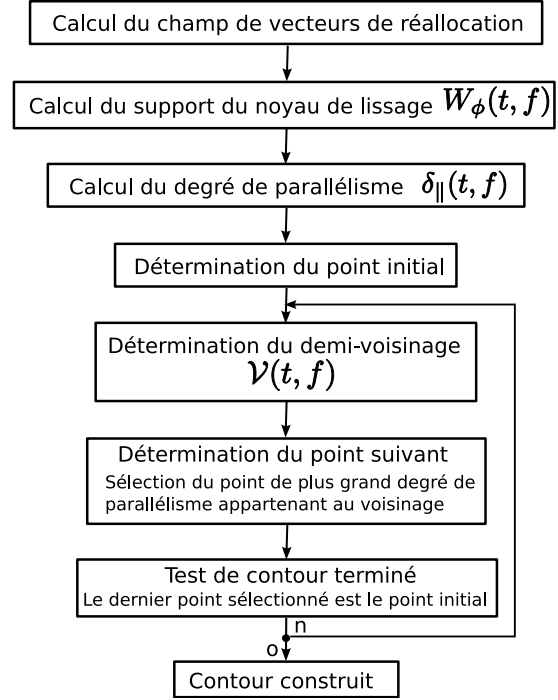 Calcul du champ de vecteurs de réallocation
Calcul du support du noyau de lissage W_ϕ(t, f)
Calcul du degré de parallélisme δ_∥(t, f)
Détermination du point initial
Détermination du demi-voisinage
𝒱(t, f)
Détermination du point suivant
Sélection du point de plus grand degré de
parallélisme appartenant au voisinage
Test de contour terminé
Le dernier point sélectionné est le point initial
n
o
Contour construit